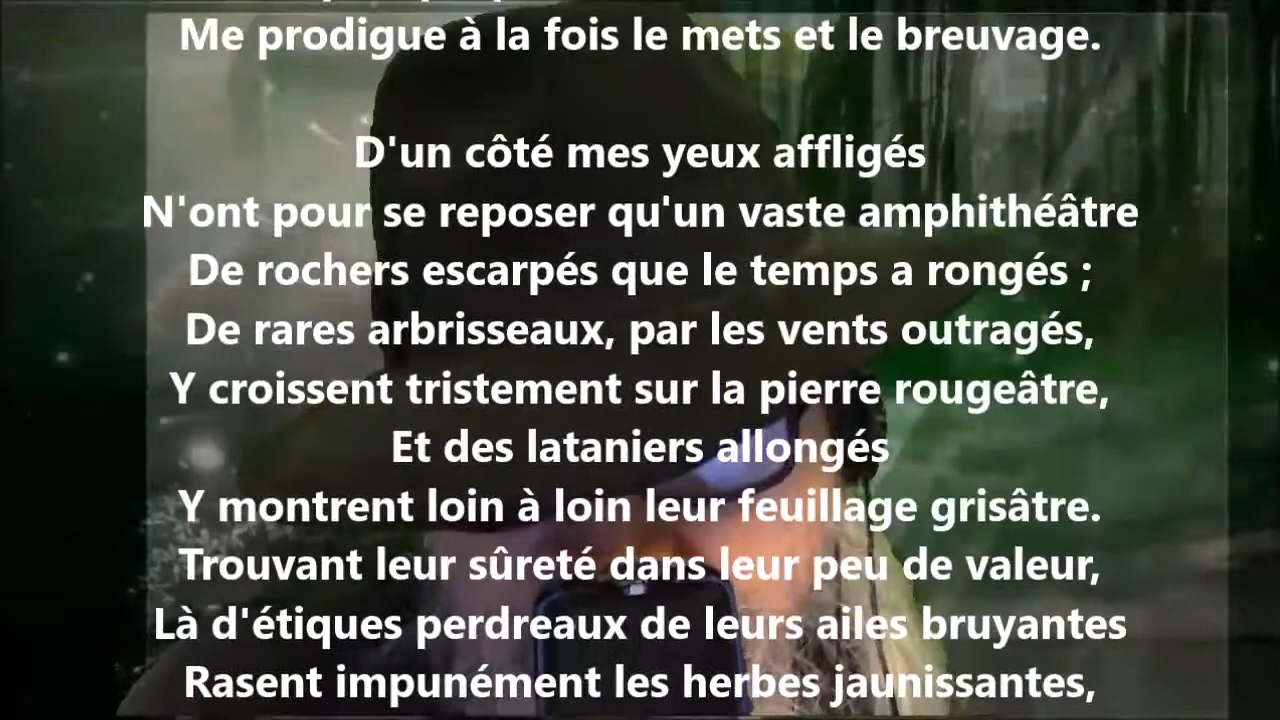 Me prodigue à la fois le mets et le breuvage.
D'un côté mes yeux affligés
N'ont pour se reposer qu'un vaste amphithéâtre
De rochers escarpés que le temps a rongés ;
De rares arbrisseaux, par les vents outragés,
Y croissent tristement sur la pierre rougeâtre,
Et des lataniers allongés
Y montrent loin à loin leur feuillage grisâtre.
Trouvant leur sûreté dans leur peu de valeur,
Là d'étiques perdreaux de leurs ailes bruyantes
Rasent impunément les herbes jaunissantes,